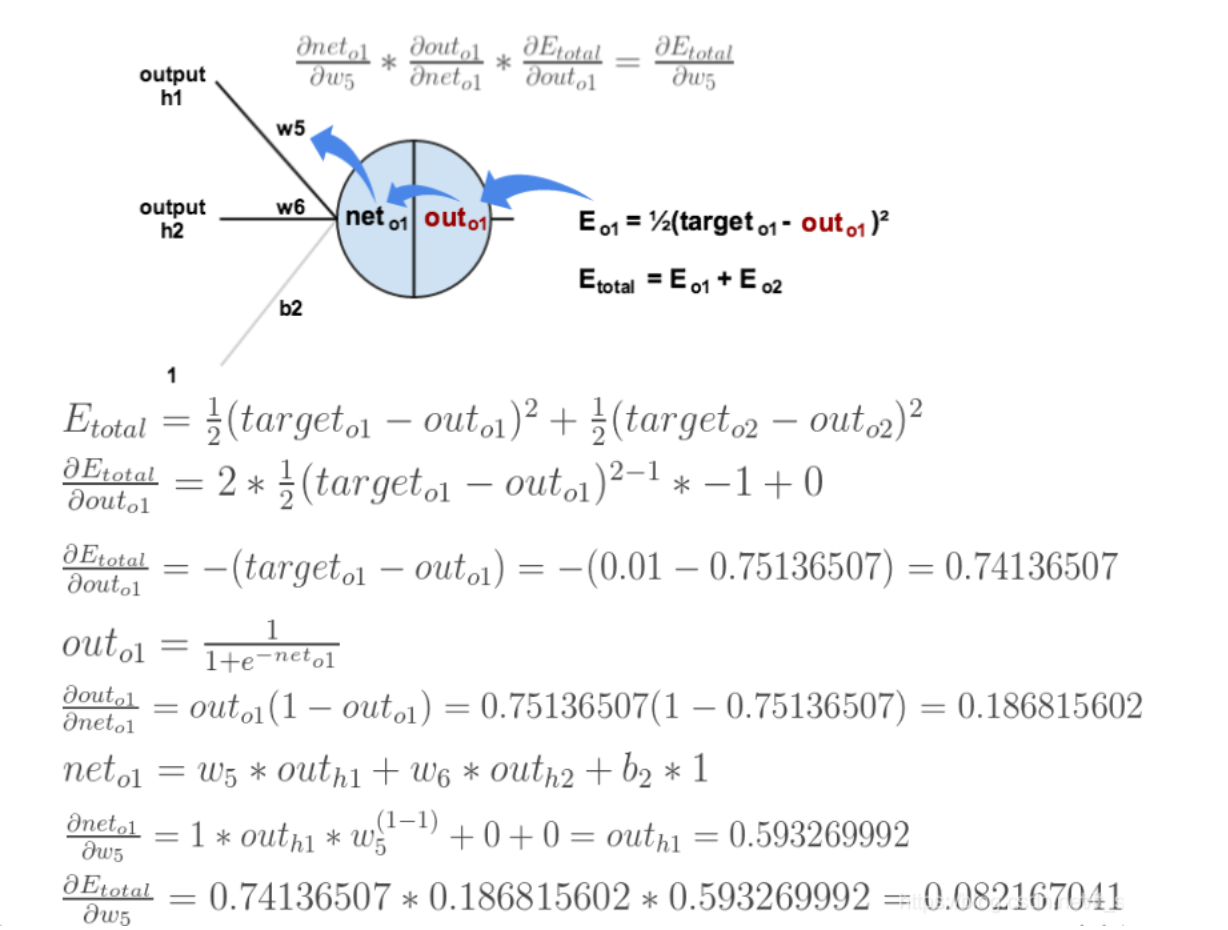 ∂net_o1/∂w5 * ∂out_o1/∂net_o1 * ∂E_total/∂out_o1 = ∂E_total/∂w5
output
h1
w5
output
h2
w6
net o1
out o1
E o1 = ½(target o1 - out o1 )²
E total = E o1 + E o2
b2
1
E_total = 1/2(target_o1 − out_o1)^2 + 1/2(target_o2 − out_o2)^2
∂E_total/∂out_o1 = 2 * 1/2(target_o1 − out_o1)^(2−1) * −1 + 0
∂E_total/∂out_o1 = −(target_o1 − out_o1) = −(0.01 − 0.75136507) = 0.74136507
out_o1 = 1/(1+e^(−net_o1))
∂out_o1/∂net_o1 = out_o1(1 − out_o1) = 0.75136507(1 − 0.75136507) = 0.186815602
net_o1 = w5 * out_h1 + w6 * out_h2 + b2 * 1
∂net_o1/∂w5 = 1 * out_h1 * w5^(1−1) + 0 + 0 = out_h1 = 0.593269992
∂E_total/∂w5 = 0.74136507 * 0.186815602 * 0.593269992 = 0.082167041